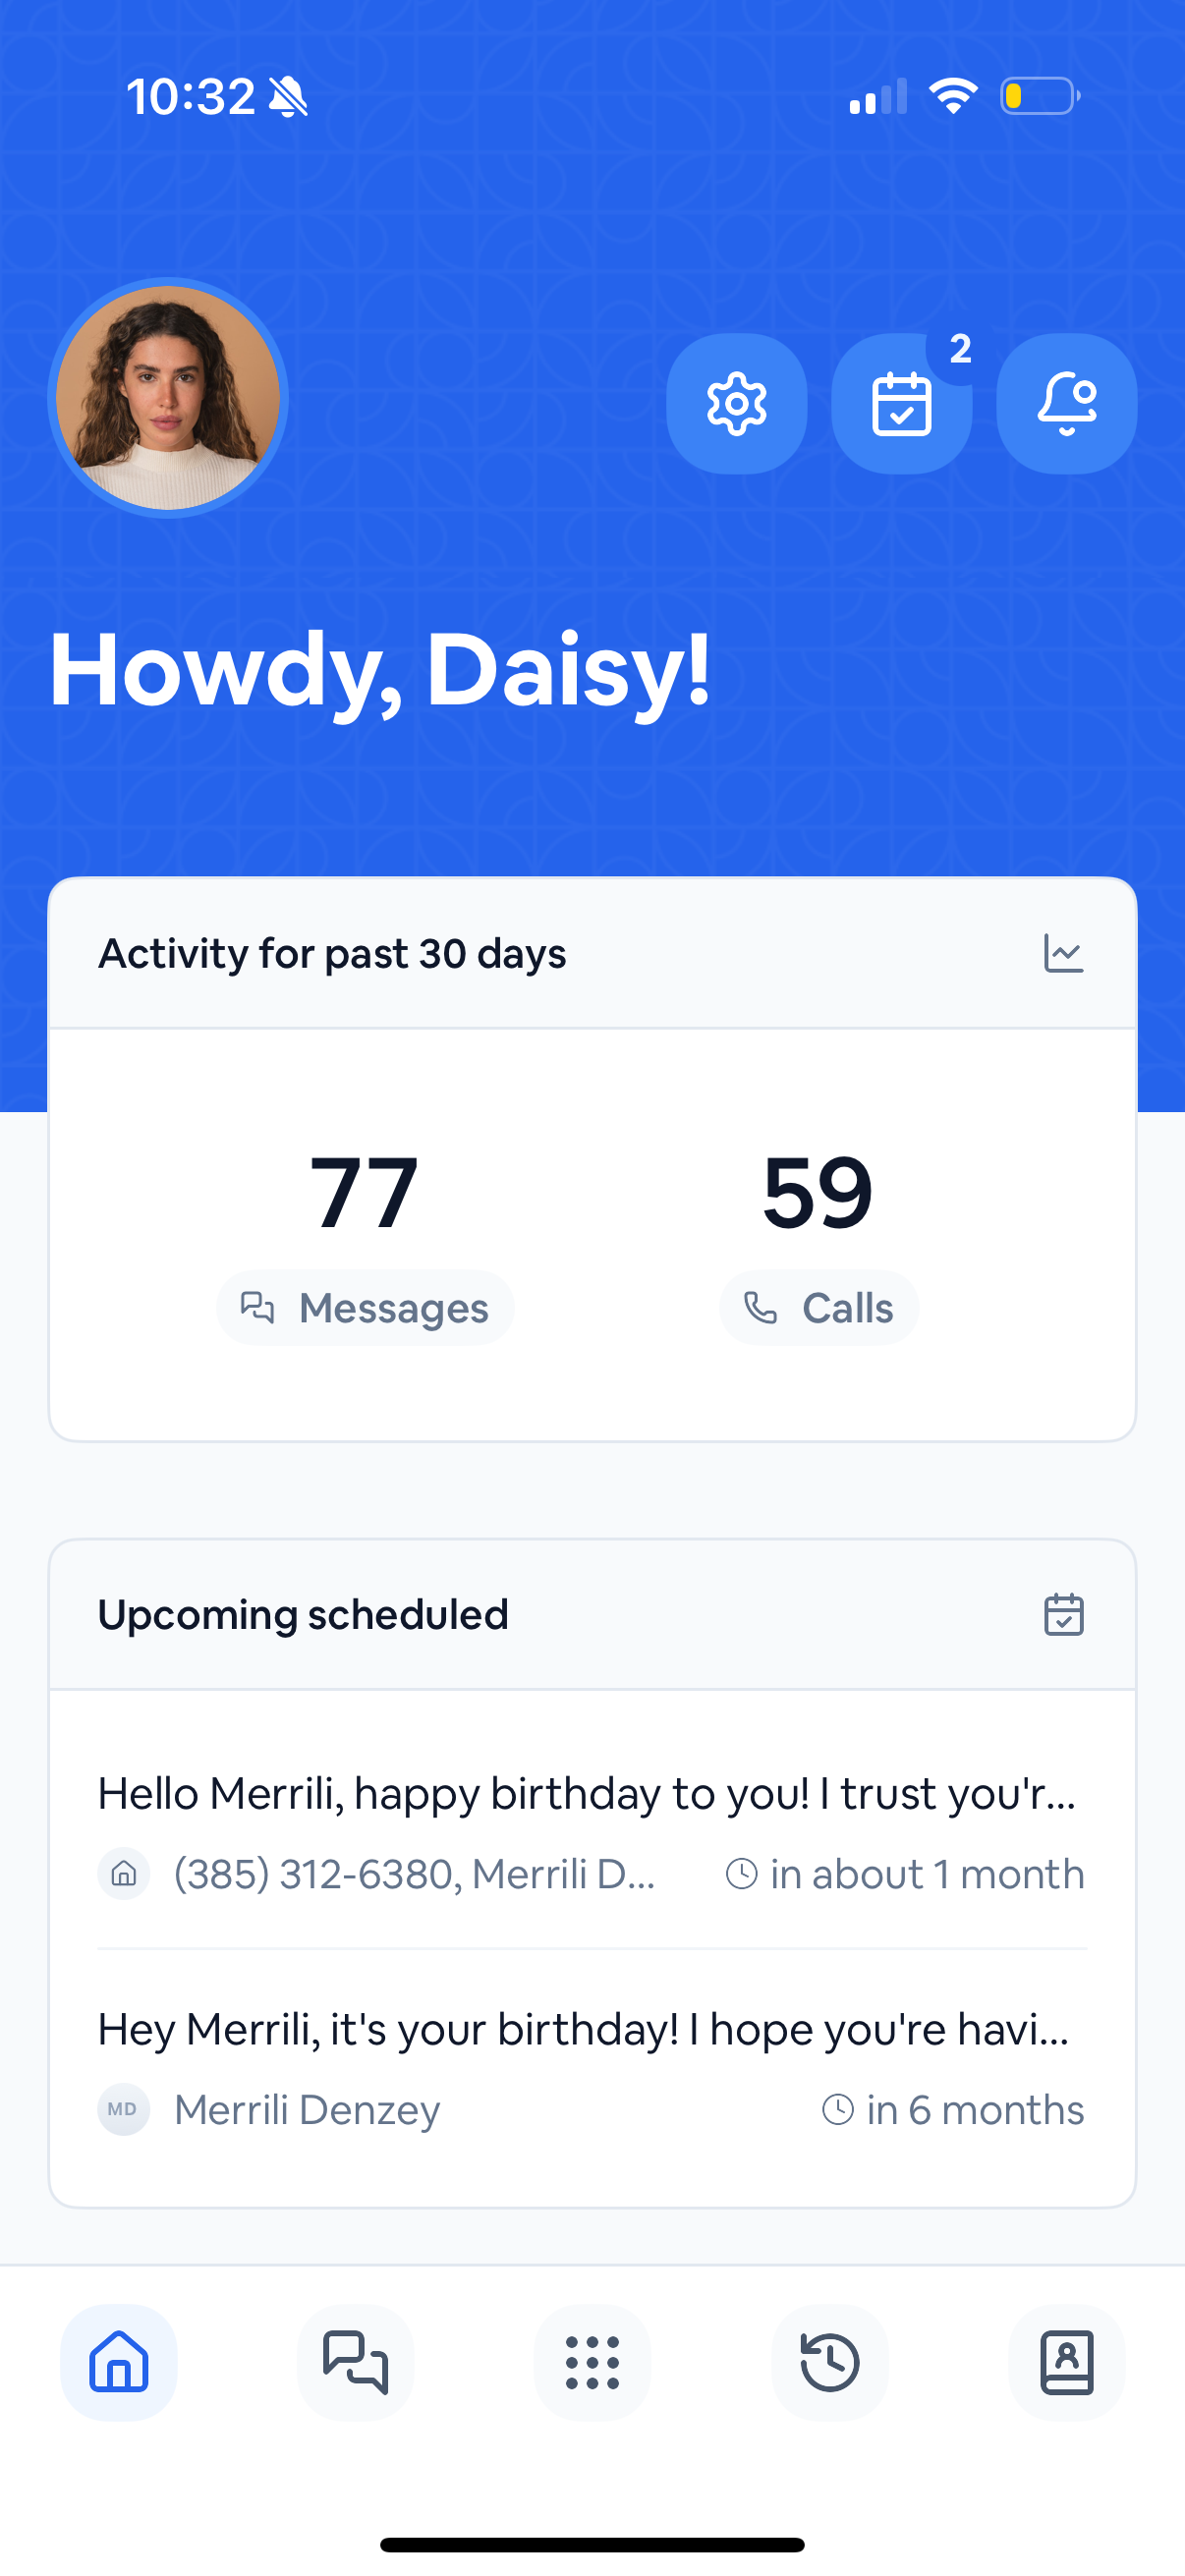 10:32
2
Howdy, Daisy!
Activity for past 30 days
77
59
Messages
Calls
Upcoming scheduled
Hello Merrili, happy birthday to you! I trust you'r...
(385) 312-6380, Merrili D...
in about 1 month
Hey Merrili, it's your birthday! I hope you're havi...
MD
Merrili Denzey
in 6 months